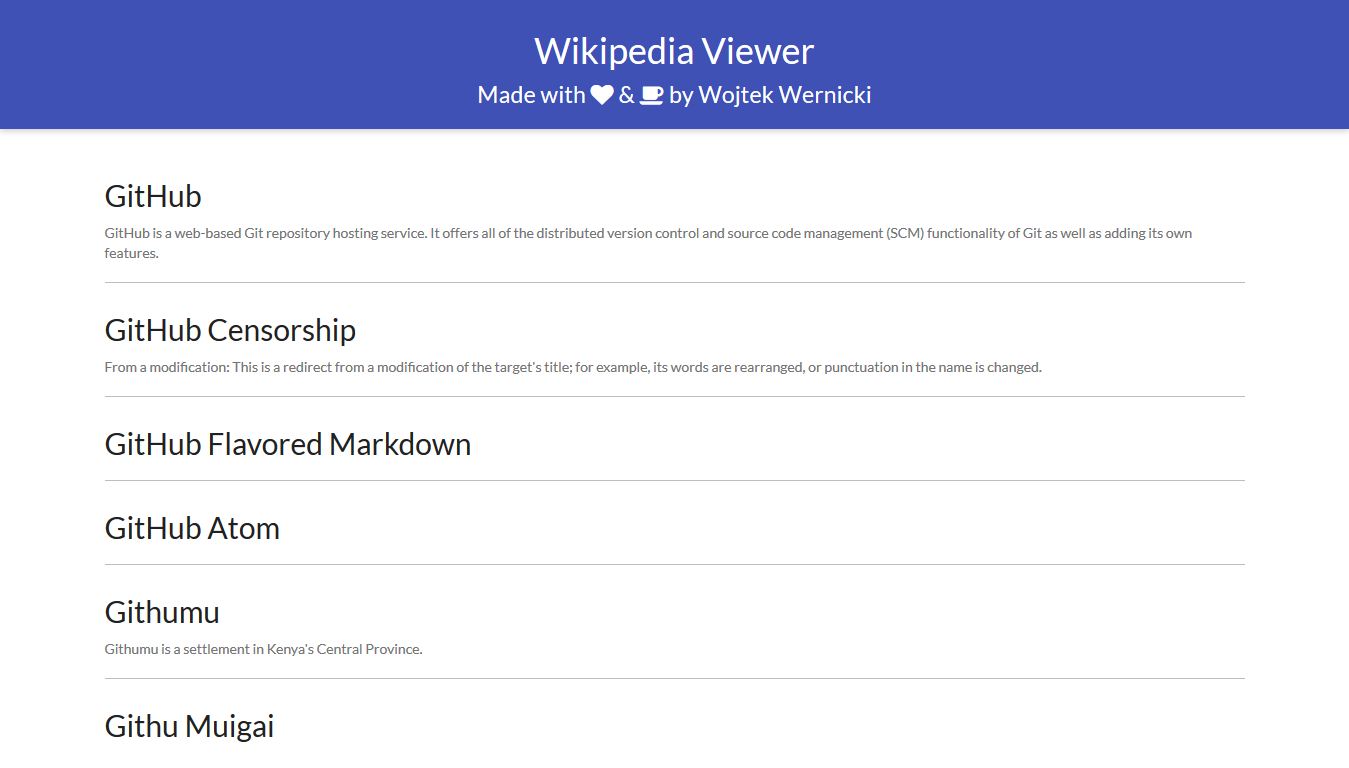 Wikipedia Viewer
Made with & by Wojtek Wernicki
GitHub
GitHub is a web-based Git repository hosting service. It offers all of the distributed version control and source code management (SCM) functionality of Git as well as adding its own
features.
GitHub Censorship
From a modification: This is a redirect from a modification of the target's title; for example, its words are rearranged, or punctuation in the name is changed.
GitHub Flavored Markdown
GitHub Atom
Githumu
Githumu is a settlement in Kenya's Central Province.
Githu Muigai